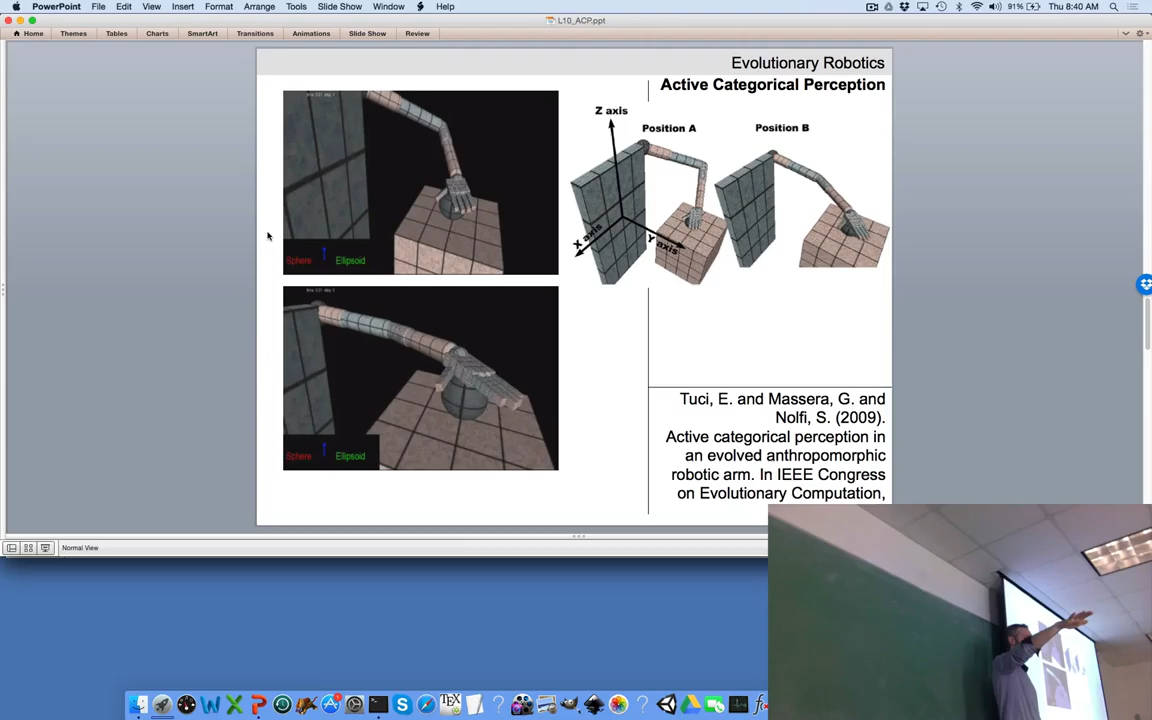 PowerPoint File Edit View Insert Format Arrange Tools Slide Show Window Help
91% Thu 8:40 AM
L10_ACP.ppt
Home Themes Tables Charts SmartArt Transitions Animations Slide Show Review
Evolutionary Robotics
Active Categorical Perception
Z axis
Position A
Position B
X axis
Y axis
Sphere
Ellipsoid
Sphere
Ellipsoid
Tuci, E. and Massera, G. and
Nolfi, S. (2009).
Active categorical perception in
an evolved anthropomorphic
robotic arm. In IEEE Congress
on Evolutionary Computation,
Normal View